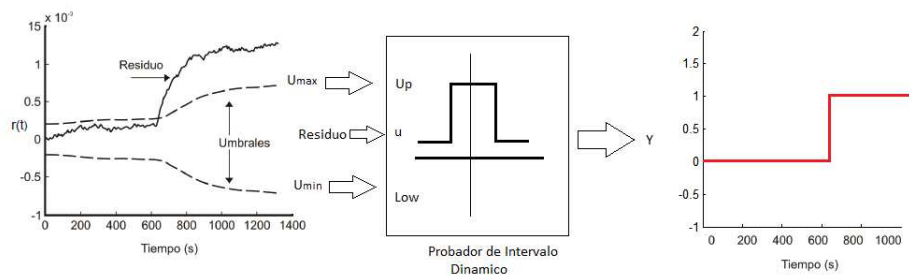 x 10⁻³
15
1
0.5
0
-0.5
-1
r(t)
0 200 400 600 800 1000 1200 1400
Tiempo (s)
Residuo
Umbrales
Umax
Residuo
Umin
Up
u
Low
Probador de Intervalo
Dinamico
Y
2
1.5
1
0.5
0
-0.5
-1
0 200 400 600 800 1000
Tiempo (s)